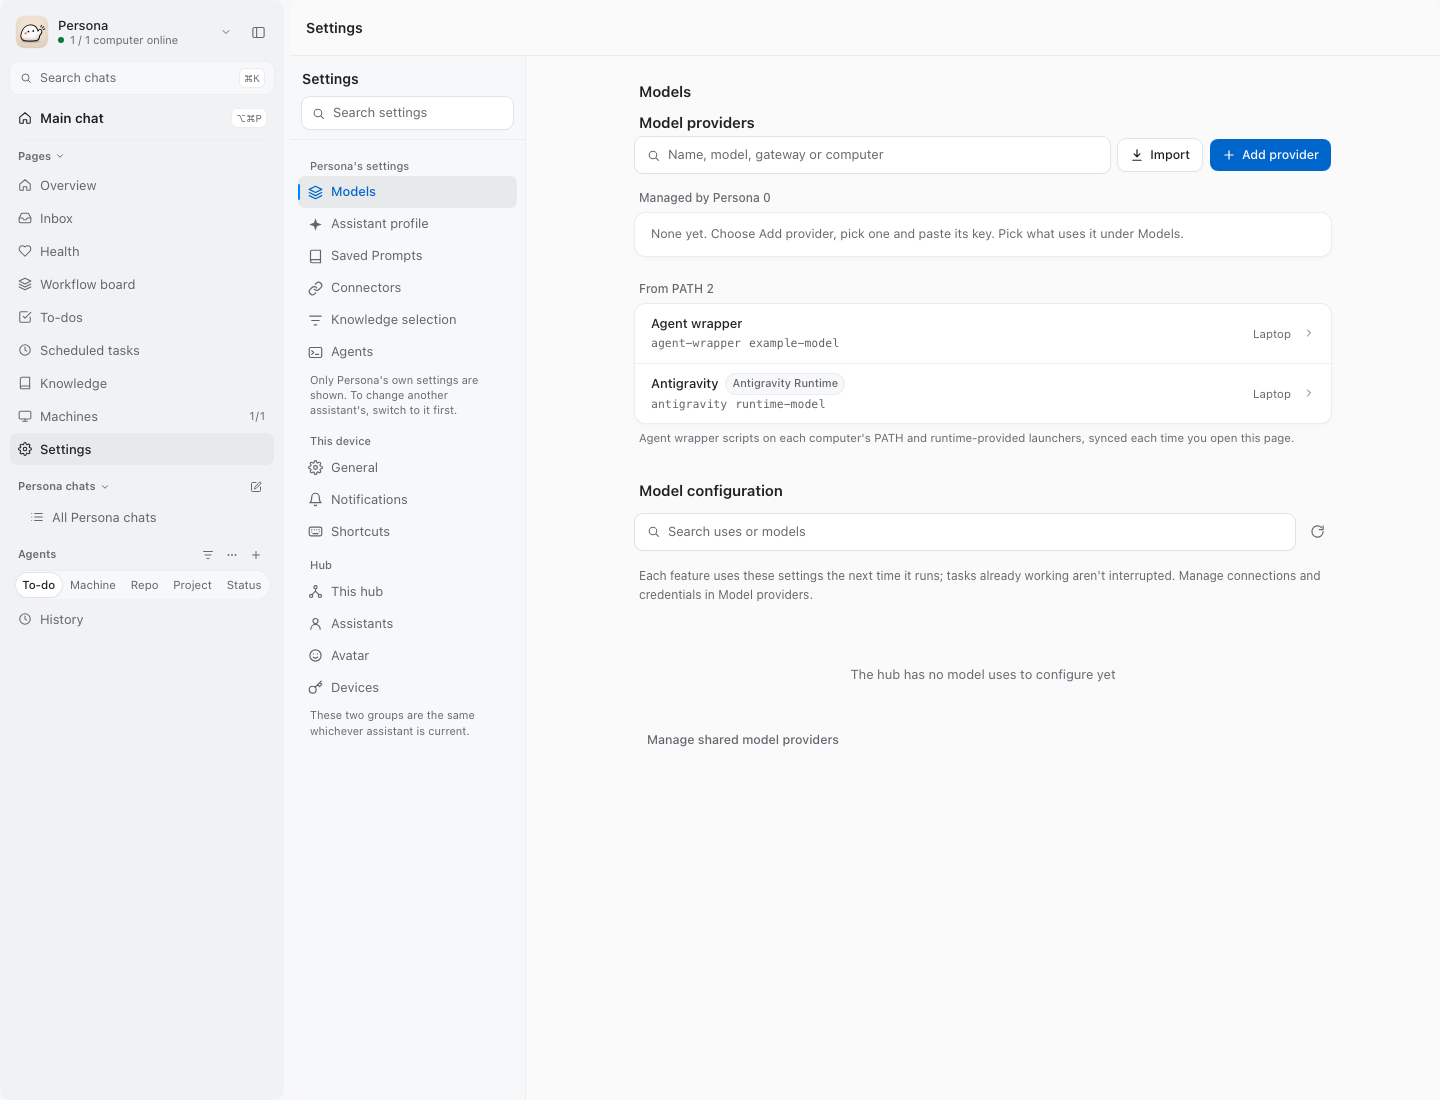 Persona
1 / 1 computer online
Search chats
⌘K
Main chat
⌥⌘P
Pages
Overview
Inbox
Health
Workflow board
To-dos
Scheduled tasks
Knowledge
Machines
1/1
Settings
Persona chats
All Persona chats
Agents
To-do
Machine
Repo
Project
Status
History
Settings
Settings
Search settings
Persona's settings
Models
Assistant profile
Saved Prompts
Connectors
Knowledge selection
Agents
Only Persona's own settings are
shown. To change another
assistant's, switch to it first.
This device
General
Notifications
Shortcuts
Hub
This hub
Assistants
Avatar
Devices
These two groups are the same
whichever assistant is current.
Models
Model providers
Name, model, gateway or computer
Import
Add provider
Managed by Persona 0
None yet. Choose Add provider, pick one and paste its key. Pick what uses it under Models.
From PATH 2
Agent wrapper
agent-wrapper example-model
Laptop
Antigravity
Antigravity Runtime
antigravity runtime-model
Laptop
Agent wrapper scripts on each computer's PATH and runtime-provided launchers, synced each time you open this page.
Model configuration
Search uses or models
Each feature uses these settings the next time it runs; tasks already working aren't interrupted. Manage connections and
credentials in Model providers.
The hub has no model uses to configure yet
Manage shared model providers